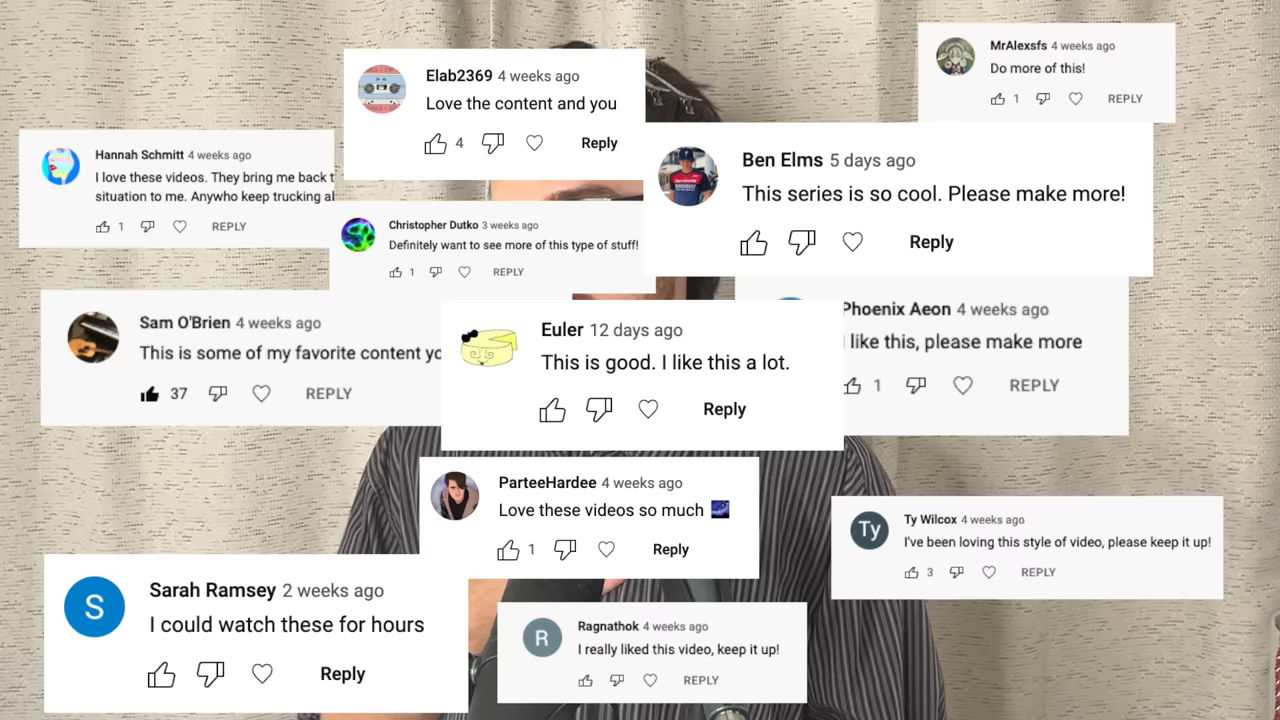 MrAlexsfs 4 weeks ago
Do more of this!
1 REPLY
Elab2369 4 weeks ago
Love the content and you
4 Reply
Hannah Schmitt 4 weeks ago
I love these videos. They bring me back
situation to me. Anywho keep trucking
1 REPLY
Ben Elms 5 days ago
This series is so cool. Please make more!
Reply
Christopher Dutko 3 weeks ago
Definitely want to see more of this type of stuff!
1 REPLY
Sam O'Brien 4 weeks ago
This is some of my favorite content
37 REPLY
Euler 12 days ago
This is good. I like this a lot.
Reply
Phoenix Aeon 4 weeks ago
I like this, please make more
1 REPLY
ParteeHardee 4 weeks ago
Love these videos so much
1 Reply
Ty
Ty Wilcox 4 weeks ago
I've been loving this style of video, please keep it up!
3 REPLY
S
Sarah Ramsey 2 weeks ago
I could watch these for hours
Reply
R
Ragnathok 4 weeks ago
I really liked this video, keep it up!
REPLY